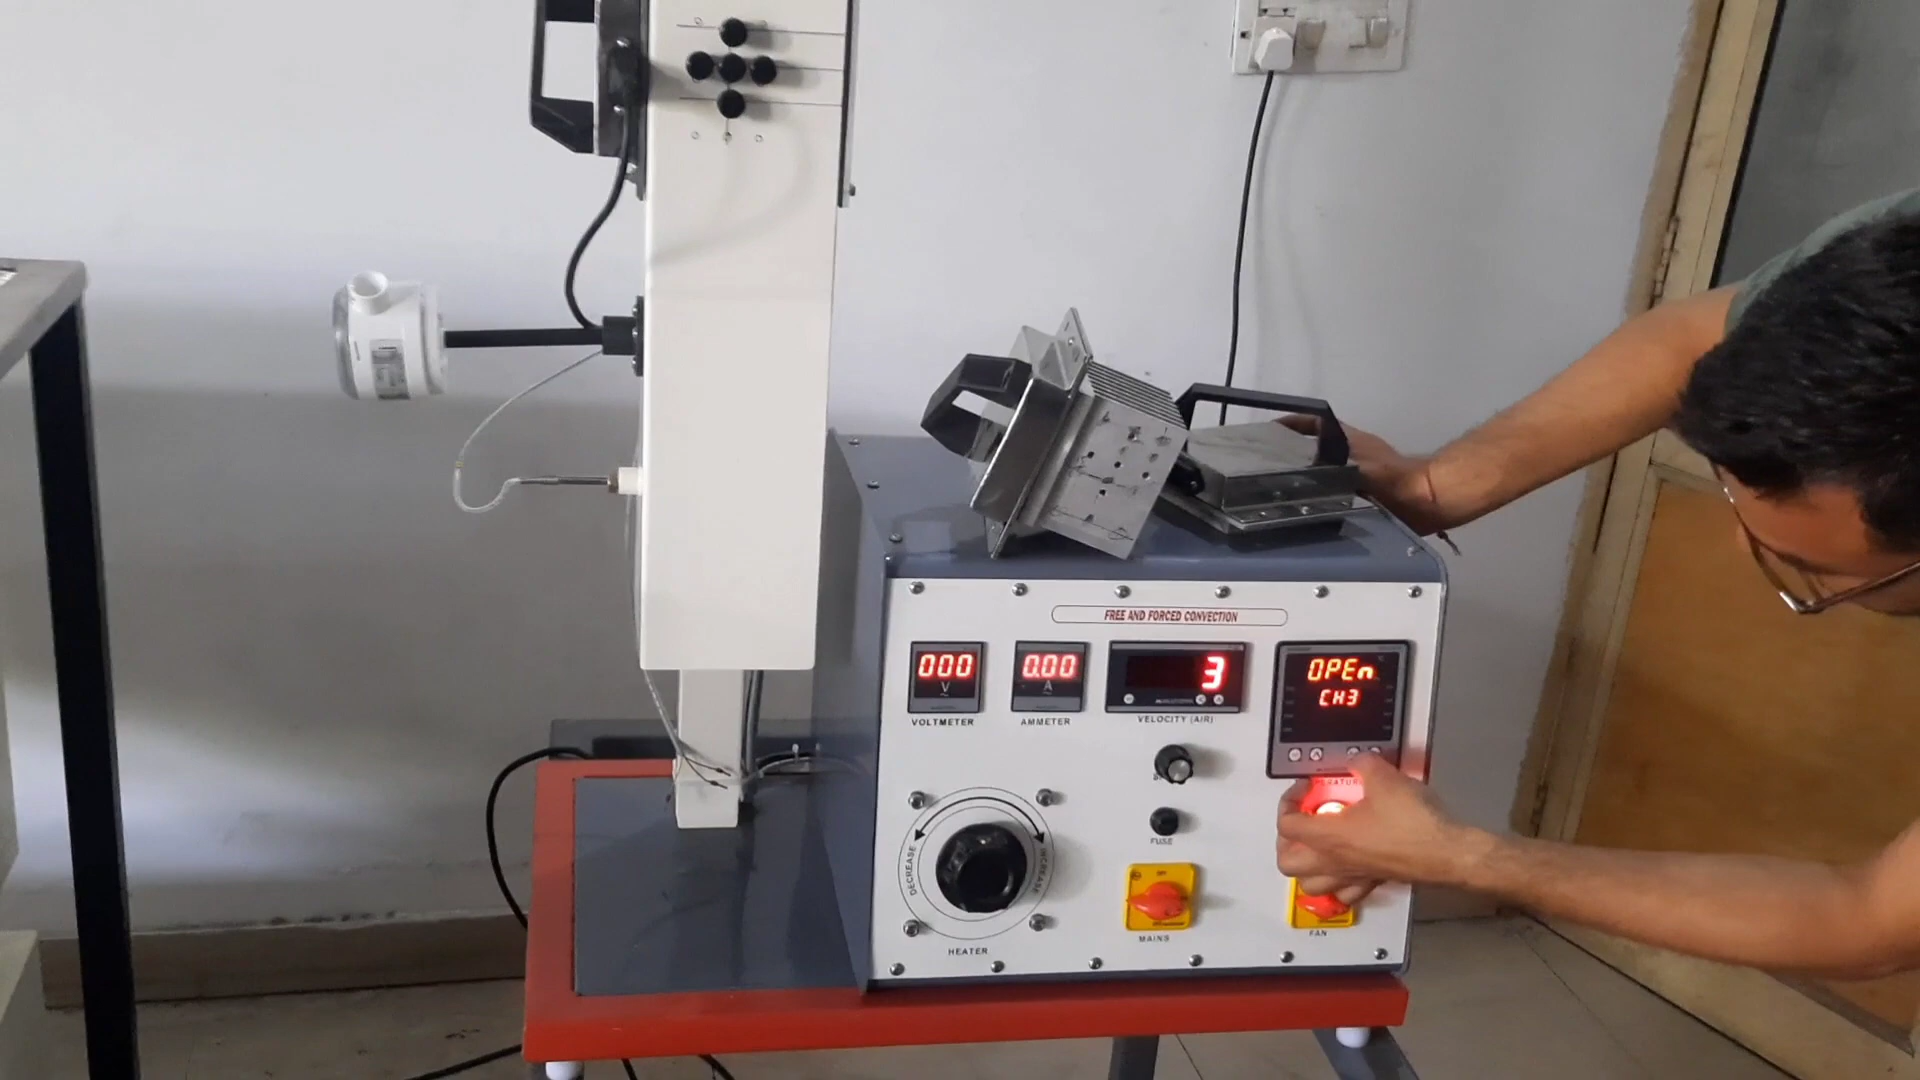 FREE AND FORCED CONVECTION
000
V
0.00
A
3
OPEn
CH3
VOLTMETER
AMMETER
VELOCITY (AIR)
FUSE
DECREASE
INCREASE
HEATER
MAINS
FAN